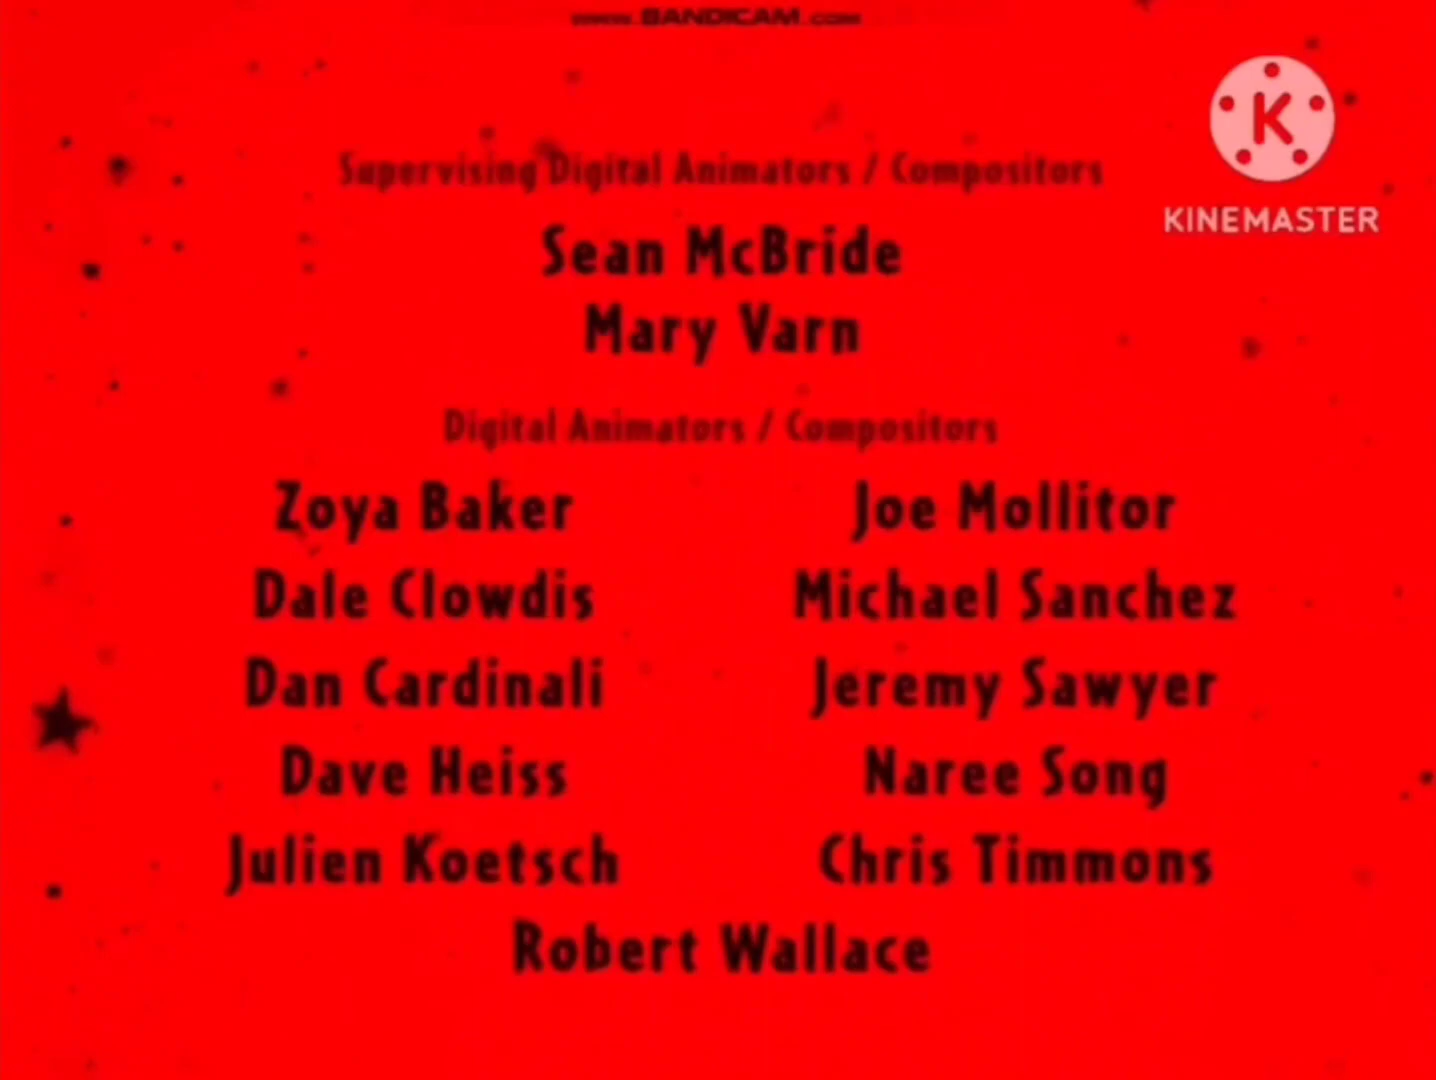 www.BANDICAM.com
K
KINEMASTER
Supervising Digital Animators / Compositors
Sean McBride
Mary Varn
Digital Animators / Compositors
Zoya Baker
Joe Mollitor
Dale Clowdis
Michael Sanchez
Dan Cardinali
Jeremy Sawyer
Dave Heiss
Naree Song
Julien Koetsch
Chris Timmons
Robert Wallace